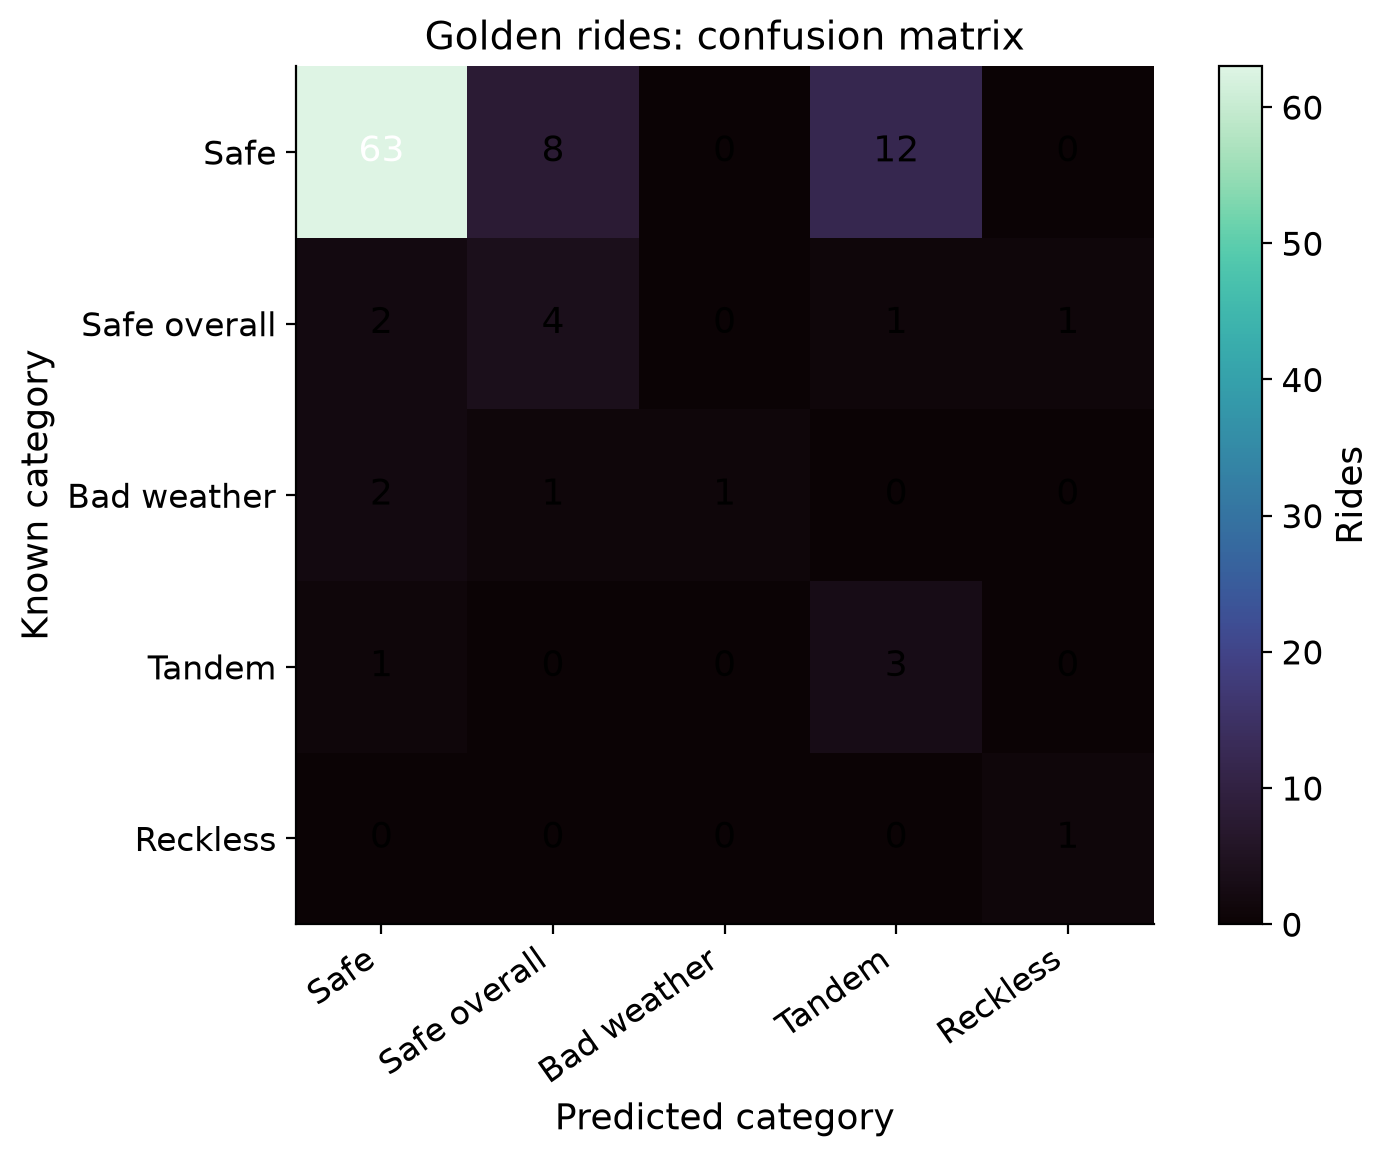 Golden rides: confusion matrix
Safe
63 8 0 12 0
Safe overall
2 4 0 1 1
Bad weather
2 1 1 0 0
Tandem
1 0 0 3 0
Reckless
0 0 0 0 1
Known category
Safe
Safe overall
Bad weather
Tandem
Reckless
Predicted category
60
50
40
30
20
10
0
Rides